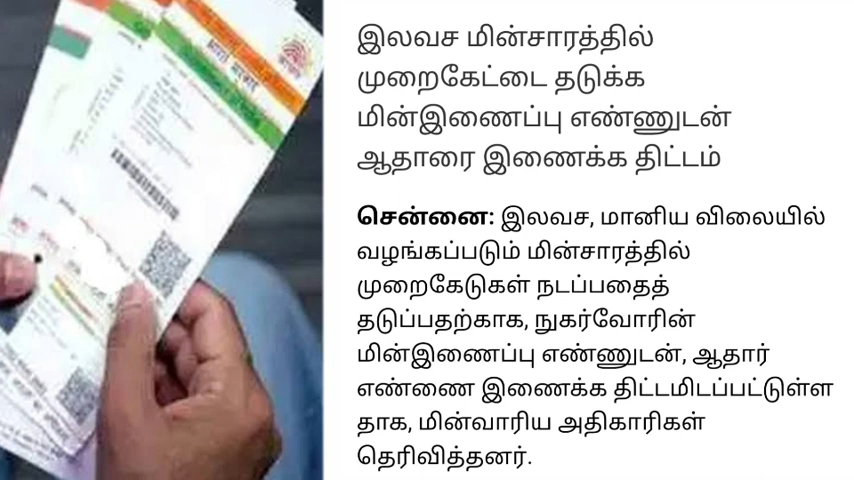 இலவச மின்சாரத்தில்
முறைகேட்டை தடுக்க
மின்இணைப்பு எண்ணுடன்
ஆதாரை இணைக்க திட்டம்
சென்னை: இலவச, மானிய விலையில்
வழங்கப்படும் மின்சாரத்தில்
முறைகேடுகள் நடப்பதைத்
தடுப்பதற்காக, நுகர்வோரின்
மின்இணைப்பு எண்ணுடன், ஆதார்
எண்ணை இணைக்க திட்டமிடப்பட்டுள்ள
தாக, மின்வாரிய அதிகாரிகள்
தெரிவித்தனர்.